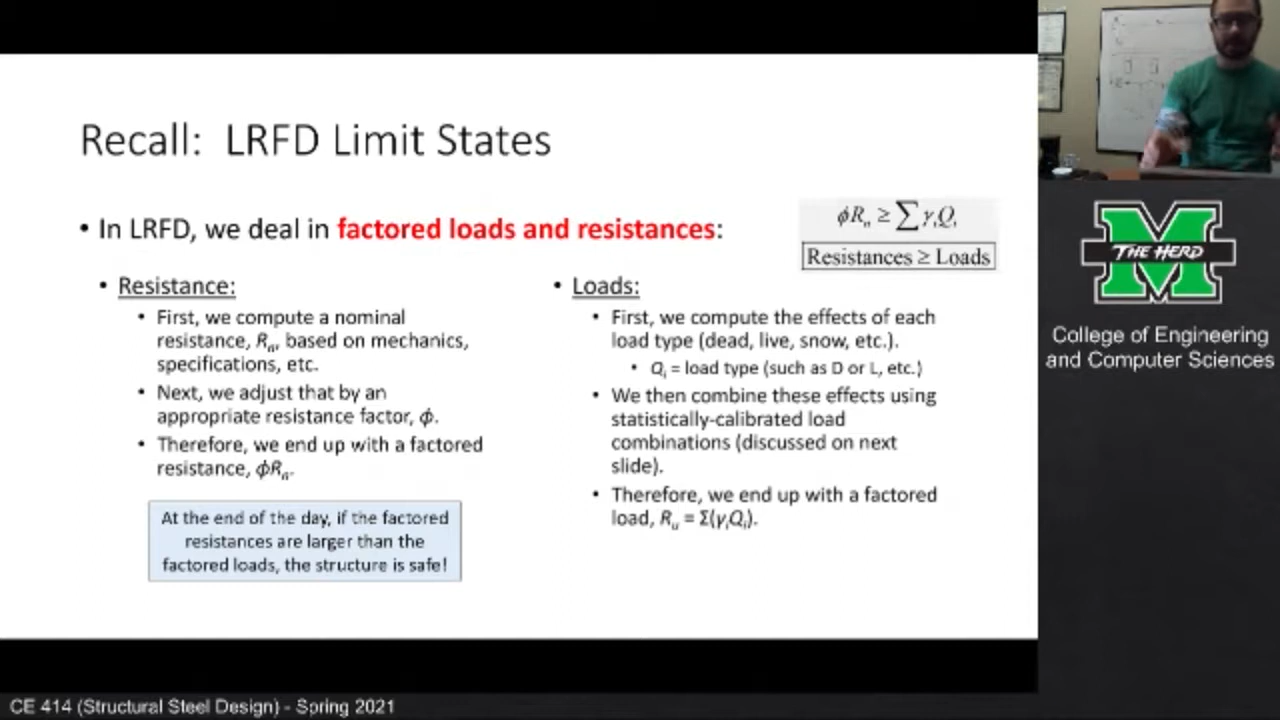 Recall: LRFD Limit States
• In LRFD, we deal in factored loads and resistances:
ϕRₙ ≥ ∑γᵢQᵢ
Resistances ≥ Loads
• Resistance:
• First, we compute a nominal
resistance, Rₙ, based on mechanics,
specifications, etc.
• Next, we adjust that by an
appropriate resistance factor, ϕ.
• Therefore, we end up with a factored
resistance, ϕRₙ.
At the end of the day, if the factored
resistances are larger than the
factored loads, the structure is safe!
• Loads:
• First, we compute the effects of each
load type (dead, live, snow, etc.).
• Qᵢ = load type (such as D or L, etc.)
• We then combine these effects using
statistically-calibrated load
combinations (discussed on next
slide).
• Therefore, we end up with a factored
load, Rᵤ = Σ(γᵢQᵢ).
THE HERD
College of Engineering
and Computer Sciences
CE 414 (Structural Steel Design) - Spring 2021